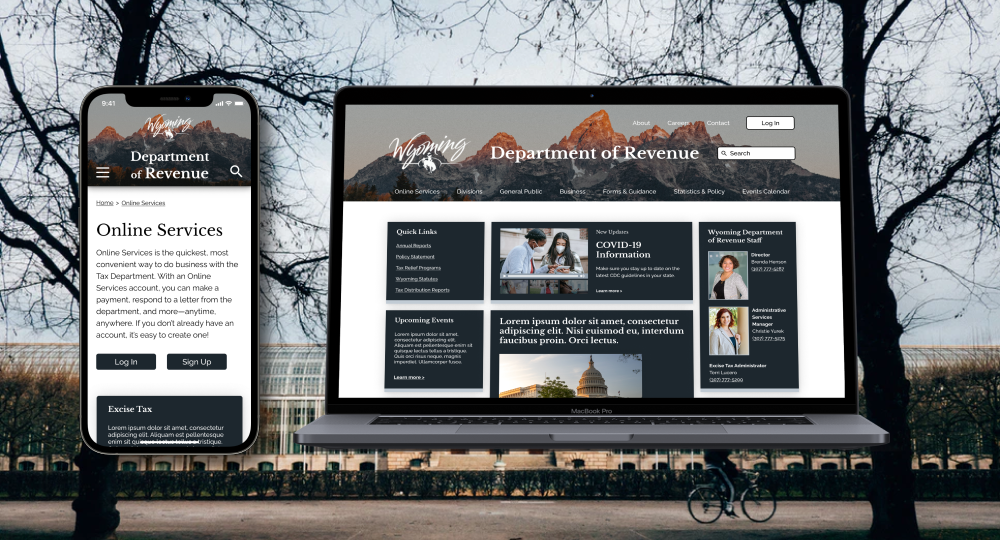 9:41
Wyoming
Department
of Revenue
Home > Online Services
Online Services
Online Services is the quickest, most
convenient way to do business with the
Tax Department. With an Online
Services account, you can make a
payment, respond to a letter from the
department, and more—anytime,
anywhere. If you don't already have an
account, it's easy to create one!
Log In
Sign Up
Excise Tax
Lorem ipsum dolor sit amet, consectetur
adipiscing elit. Aliquam et pellentesque
enim sit quisque lectus tellus a tristique.
About
Careers
Contact
Log In
Wyoming
Department of Revenue
Search
Online Services
Divisions
General Public
Business
Forms & Guidance
Statistics & Policy
Events Calendar
Quick Links
Annual Reports
Policy Statement
Tax Relief Programs
Wyoming Statutes
Tax Distribution Reports
Upcoming Events
Lorem ipsum dolor sit amet,
consectetur adipiscing elit.
Aliquam et pellentesque enim sit
quisque lectus tellus a tristique.
Quis orci risus neque, magnis
imperdiet. Ullamcorper fusce.
Learn more >
New Updates
COVID-19
Information
Make sure you stay up to date on the
latest CDC guidelines in your state.
Learn more >
Lorem ipsum dolor sit amet, consectetur
adipiscing elit. Nisi euismod eu, interdum
faucibus proin. Orci lectus.
Wyoming Department
of Revenue Staff
Director
Brenda Henson
(307) 777-5287
Administrative
Services
Manager
Christie Yurek
(307) 777-5275
Excise Tax Administrator
Terri Lucero
(307) 777-5200
MacBook Pro